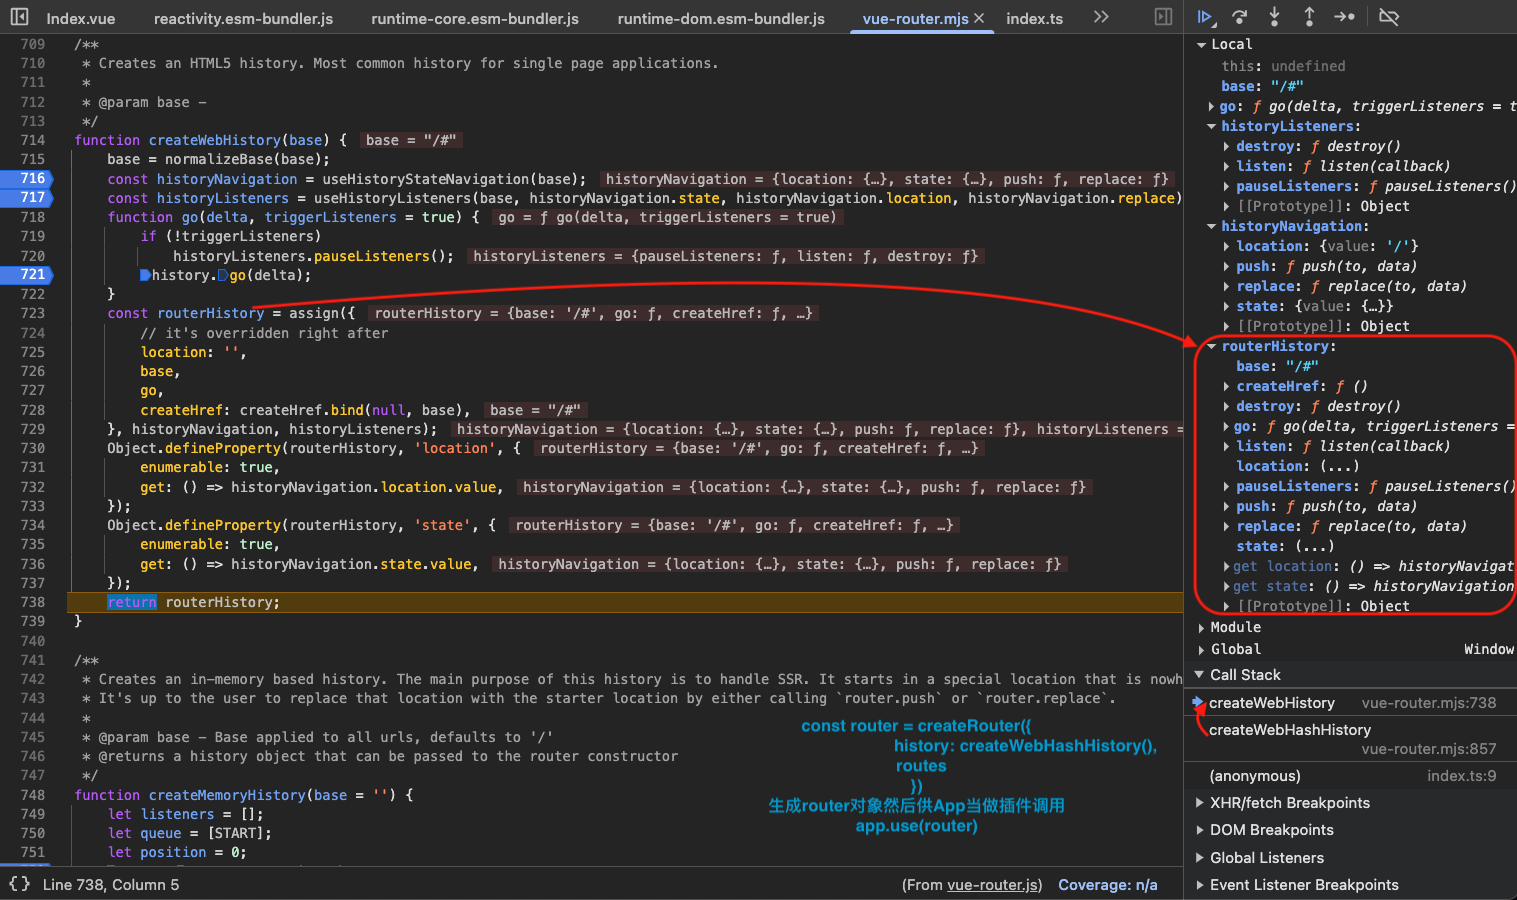 Index.vue reactivity.esm-bundler.js runtime-core.esm-bundler.js runtime-dom.esm-bundler.js vue-router.mjs × index.ts »
709 /**
710 * Creates an HTML5 history. Most common history for single page applications.
711 *
712 * @param base -
713 */
714 function createWebHistory(base) { base = "/#"
715 base = normalizeBase(base);
716 const historyNavigation = useHistoryStateNavigation(base); historyNavigation = {location: {…}, state: {…}, push: ƒ, replace: ƒ}
717 const historyListeners = useHistoryListeners(base, historyNavigation.state, historyNavigation.location, historyNavigation.replace)
718 function go(delta, triggerListeners = true) { go = ƒ go(delta, triggerListeners = true)
719 if (!triggerListeners)
720 historyListeners.pauseListeners(); historyListeners = {pauseListeners: ƒ, listen: ƒ, destroy: ƒ}
721 history.go(delta);
722 }
723 const routerHistory = assign({ routerHistory = {base: '/#', go: ƒ, createHref: ƒ, …}
724 // it's overridden right after
725 location: '',
726 base,
727 go,
728 createHref: createHref.bind(null, base), base = "/#"
729 }, historyNavigation, historyListeners); historyNavigation = {location: {…}, state: {…}, push: ƒ, replace: ƒ}, historyListeners =
730 Object.defineProperty(routerHistory, 'location', { routerHistory = {base: '/#', go: ƒ, createHref: ƒ, …}
731 enumerable: true,
732 get: () => historyNavigation.location.value, historyNavigation = {location: {…}, state: {…}, push: ƒ, replace: ƒ}
733 });
734 Object.defineProperty(routerHistory, 'state', { routerHistory = {base: '/#', go: ƒ, createHref: ƒ, …}
735 enumerable: true,
736 get: () => historyNavigation.state.value, historyNavigation = {location: {…}, state: {…}, push: ƒ, replace: ƒ}
737 });
738 return routerHistory;
739 }
740
741 /**
742 * Creates an in-memory based history. The main purpose of this history is to handle SSR. It starts in a special location that is nowh
743 * It's up to the user to replace that location with the starter location by either calling `router.push` or `router.replace`.
744 *
745 * @param base - Base applied to all urls, defaults to '/'
746 * @returns a history object that can be passed to the router constructor
747 */
748 function createMemoryHistory(base = '') {
749 let listeners = [];
750 let queue = [START];
751 let position = 0;
const router = createRouter({
history: createWebHashHistory(),
routes
})
生成router对象然后供App当做插件调用
app.use(router)
{} Line 738, Column 5 (From vue-router.js) Coverage: n/a
Local
this: undefined
base: "/#"
go: ƒ go(delta, triggerListeners = t
historyListeners:
destroy: ƒ destroy()
listen: ƒ listen(callback)
pauseListeners: ƒ pauseListeners()
[[Prototype]]: Object
historyNavigation:
location: {value: '/'}
push: ƒ push(to, data)
replace: ƒ replace(to, data)
state: {value: {…}}
[[Prototype]]: Object
routerHistory:
base: "/#"
createHref: ƒ ()
destroy: ƒ destroy()
go: ƒ go(delta, triggerListeners =
listen: ƒ listen(callback)
location: (...)
pauseListeners: ƒ pauseListeners()
push: ƒ push(to, data)
replace: ƒ replace(to, data)
state: (...)
get location: () => historyNavigat
get state: () => historyNavigation
[[Prototype]]: Object
Module
Global Window
Call Stack
createWebHistory vue-router.mjs:738
createWebHashHistory
vue-router.mjs:857
(anonymous) index.ts:9
XHR/fetch Breakpoints
DOM Breakpoints
Global Listeners
Event Listener Breakpoints